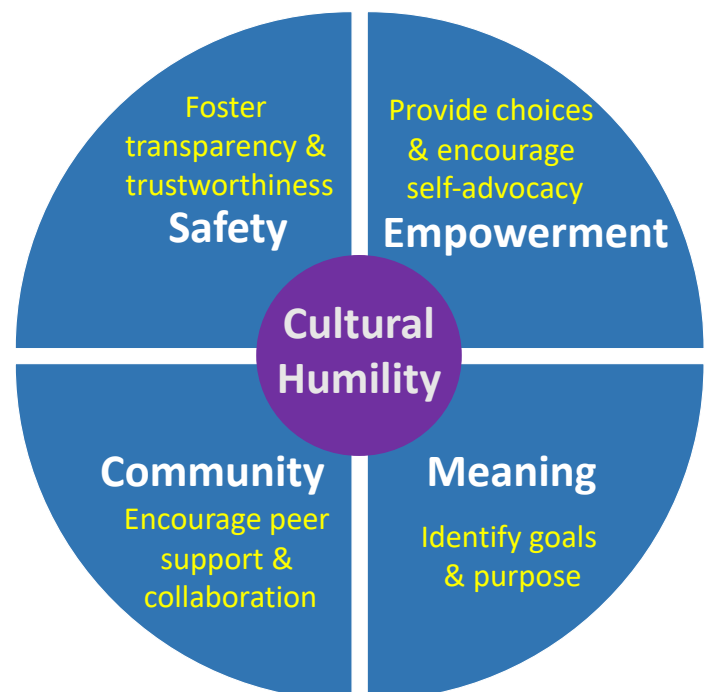 Foster
transparency &
trustworthiness
Safety
Provide choices
& encourage
self-advocacy
Empowerment
Cultural
Humility
Community
Encourage peer
support &
collaboration
Meaning
Identify goals
& purpose